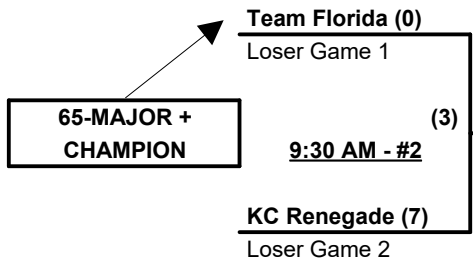 Team Florida (0)
Loser Game 1
65-MAJOR +
CHAMPION
(3)
9:30 AM - #2
KC Renegade (7)
Loser Game 2